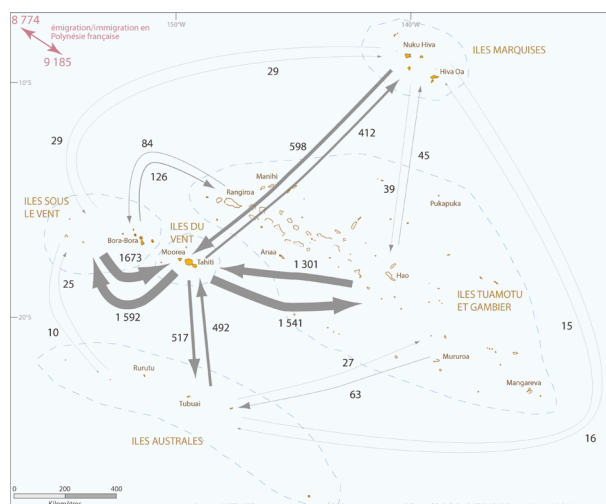 8 774
émigration/immigration en
Polynésie française
9 185
150°W
140°W
10°S
20°S
Nuku Hiva
Hiva Oa
ILES MARQUISES
29
29
84
126
598
412
45
39
Manihi
Rangiroa
Pukapuka
ILES SOUS
LE VENT
ILES DU
VENT
Bora-Bora
Moorea
Tahiti
Anaa
Hao
1673
1 592
1 301
1 541
ILES TUAMOTU
ET GAMBIER
25
10
517
492
15
16
27
63
Rurutu
Tubuai
Mururoa
Mangareva
ILES AUSTRALES
0 200 400
Kilomètres